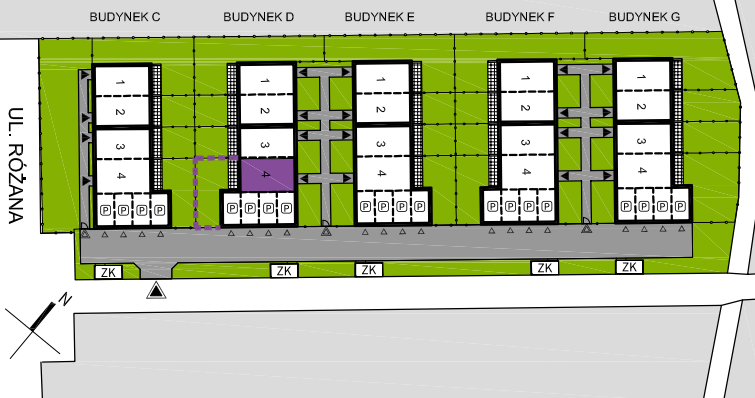 BUDYNEK C BUDYNEK D BUDYNEK E BUDYNEK F BUDYNEK G
1 1 1 1 1
2 2 2 2 2
3 3 3 3 3
4 4 4 4 4
P P P P P P P P P P P P P P P P P P P P
UL. RÓŻANA
ZK ZK ZK ZK ZK
N